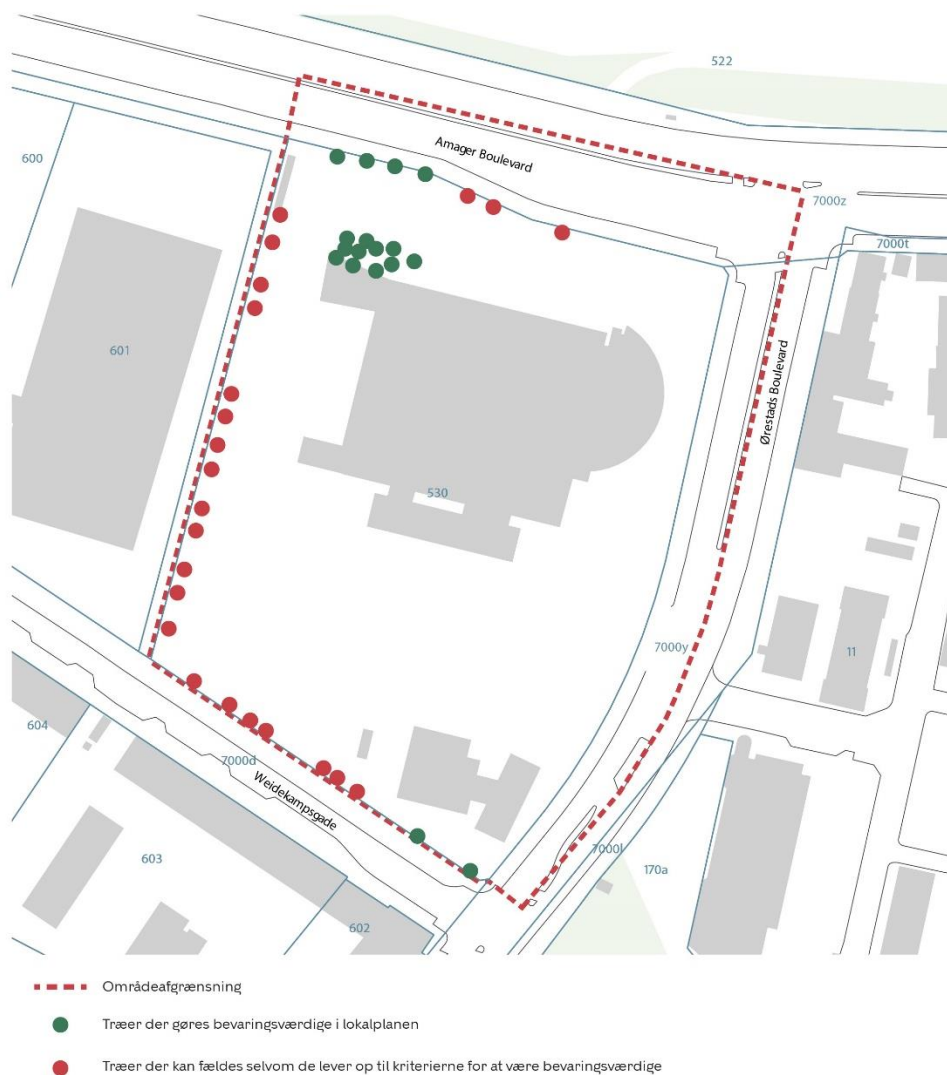 522
Amager Boulevard
600
7000z
7000t
601
Ørestads Boulevard
530
7000y
11
604
7000d
Weidekampsgade
603
7000l
170a
602
Områdeafgrænsning
Træer der gøres bevaringsværdige i lokalplanen
Træer der kan fældes selvom de lever op til kriterierne for at være bevaringsværdige